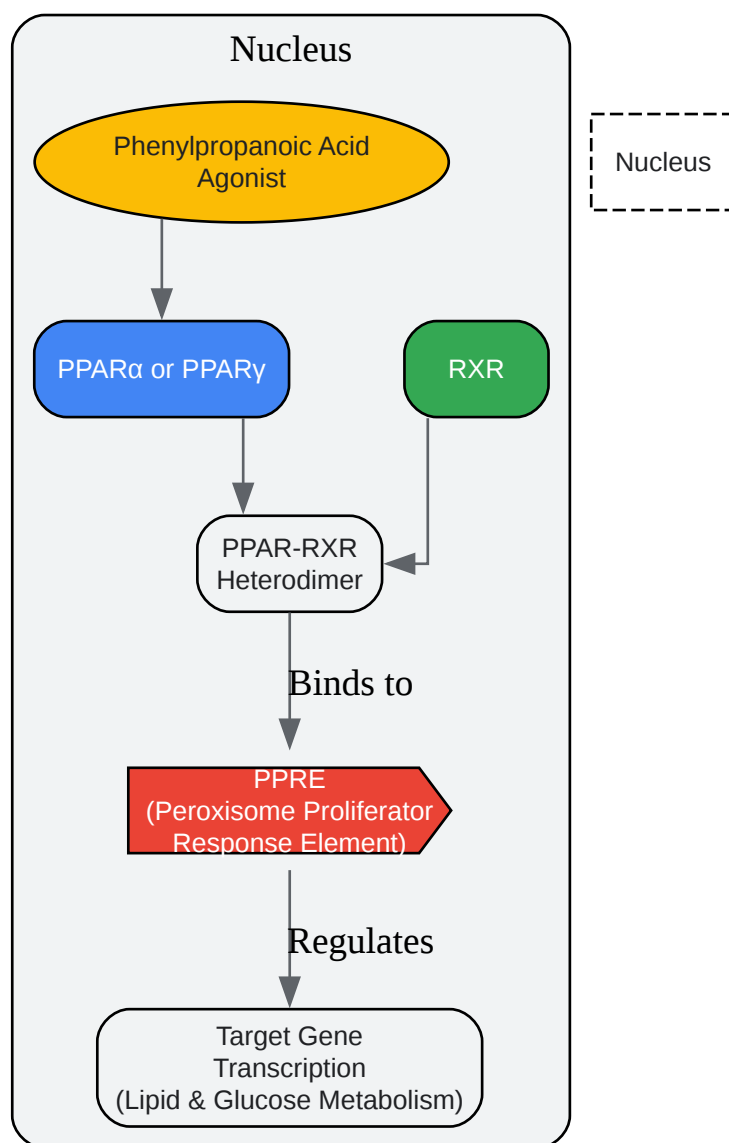 Nucleus
Phenylpropanoic Acid
Agonist
Nucleus
PPARα or PPARγ
RXR
PPAR-RXR
Heterodimer
Binds to
PPRE
(Peroxisome Proliferator
Response Element)
Regulates
Target Gene
Transcription
(Lipid & Glucose Metabolism)